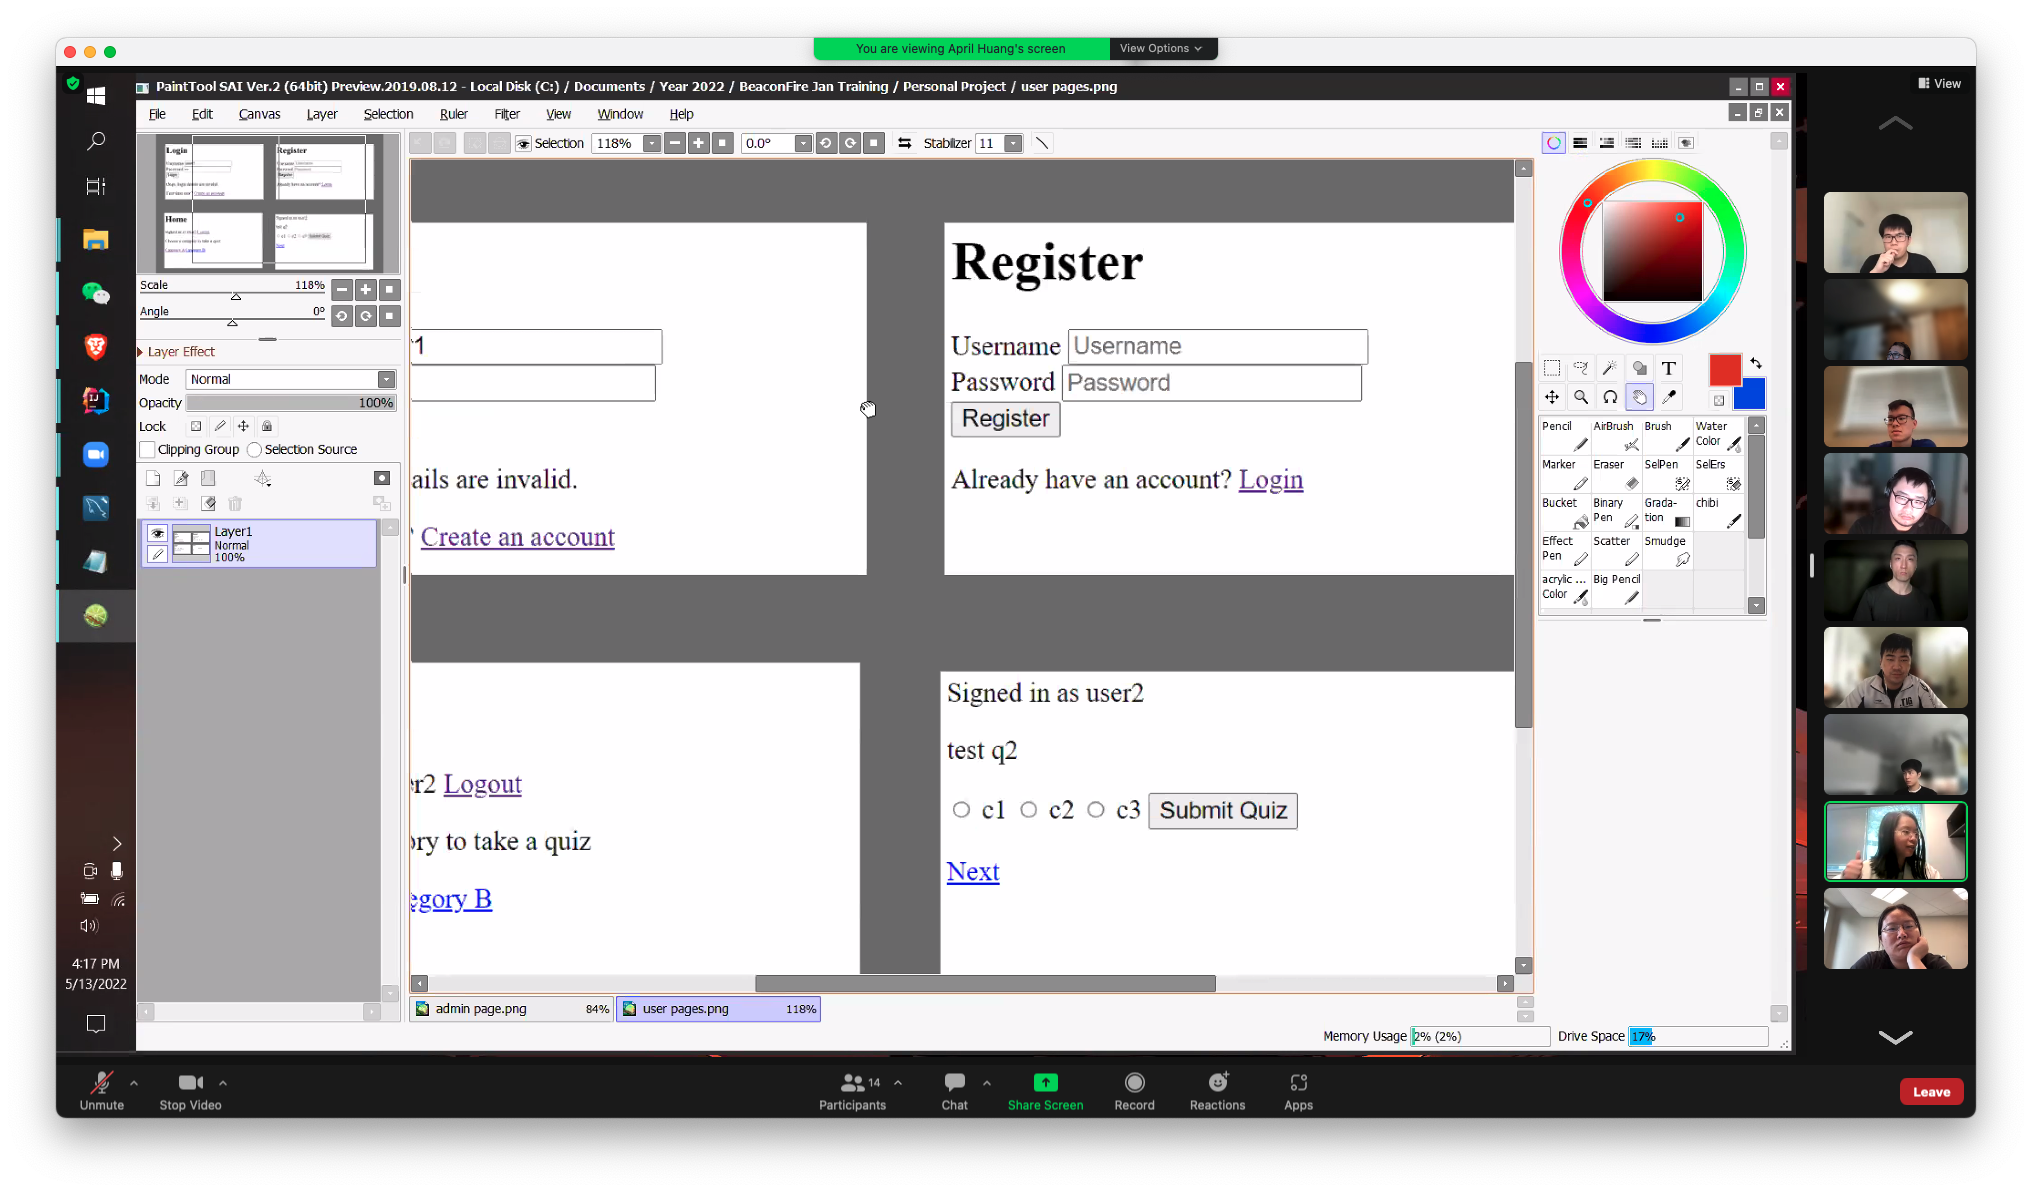 You are viewing April Huang's screen
View Options
View
PaintTool SAI Ver.2 (64bit) Preview.2019.08.12 - Local Disk (C:) / Documents / Year 2022 / BeaconFire Jan Training / Personal Project / user pages.png
File Edit Canvas Layer Selection Ruler Filter View Window Help
Selection 118% 0.0° Stabilizer 11
Login
Register
Home
Scale 118%
Angle 0°
Layer Effect
Mode Normal
Opacity 100%
Lock
Clipping Group Selection Source
Layer1
Normal
100%
1
ails are invalid.
Create an account
Register
Username Username
Password Password
Register
Already have an account? Login
r2 Logout
ory to take a quiz
egory B
Signed in as user2
test q2
c1 c2 c3 Submit Quiz
Next
T
Pencil AirBrush Brush Water Color
Marker Eraser SelPen SelErs
Bucket Binary Pen Grada-tion chibi
Effect Pen Scatter Smudge
acrylic ... Color Big Pencil
admin page.png 84% user pages.png 118%
Memory Usage 2% (2%) Drive Space 17%
4:17 PM
5/13/2022
Unmute
Stop Video
14
Participants
Chat
Share Screen
Record
Reactions
Apps
Leave